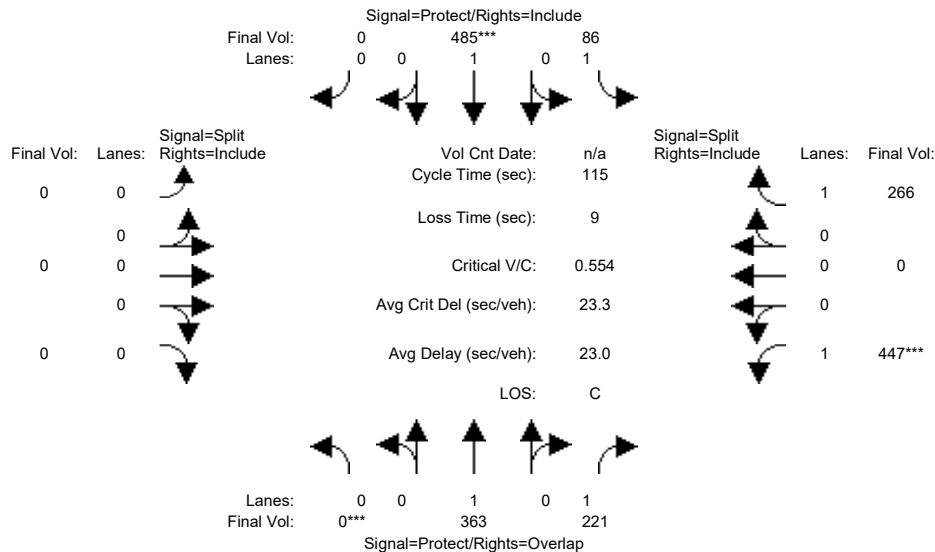 Signal=Protect/Rights=Include
Final Vol: 0 485*** 86
Lanes: 0 0 1 0 1
Signal=Split
Final Vol: Lanes: Rights=Include
Vol Cnt Date: n/a
Cycle Time (sec): 115
Signal=Split
Rights=Include Lanes: Final Vol:
0 0
1 266
Loss Time (sec): 9
0
0
0 0
Critical V/C: 0.554
0 0
0
Avg Crit Del (sec/veh): 23.3
0
0 0
Avg Delay (sec/veh): 23.0
1 447***
LOS: C
Lanes: 0 0 1 0 1
Final Vol: 0*** 363 221
Signal=Protect/Rights=Overlap